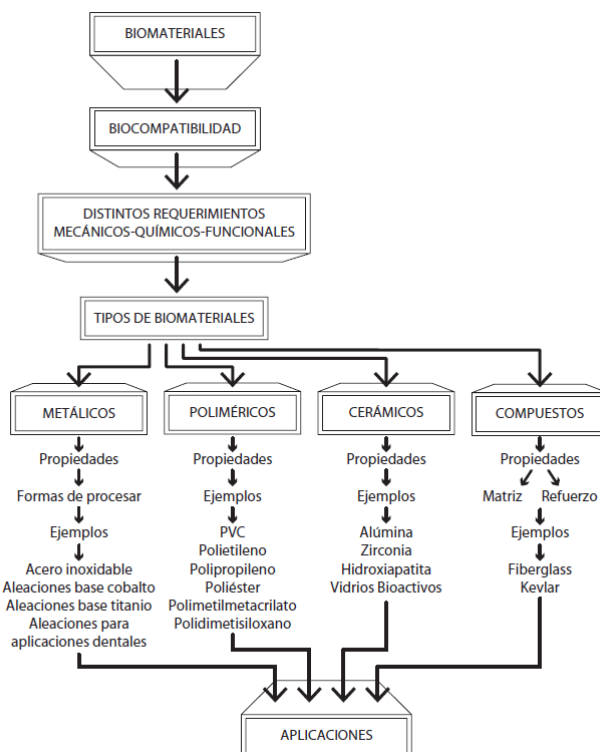 BIOMATERIALES
BIOCOMPATIBILIDAD
DISTINTOS REQUERIMIENTOS
MECÁNICOS-QUÍMICOS-FUNCIONALES
TIPOS DE BIOMATERIALES
METÁLICOS
Propiedades
Formas de procesar
Ejemplos
Acero inoxidable
Aleaciones base cobalto
Aleaciones base titanio
Aleaciones para
aplicaciones dentales
POLIMÉRICOS
Propiedades
Ejemplos
PVC
Polietileno
Polipropileno
Poliéster
Polimetilmetacrilato
Polidimetisiloxano
CERÁMICOS
Propiedades
Ejemplos
Alúmina
Zirconia
Hidroxiapatita
Vidrios Bioactivos
COMPUESTOS
Propiedades
Matriz Refuerzo
Ejemplos
Fiberglass
Kevlar
APLICACIONES